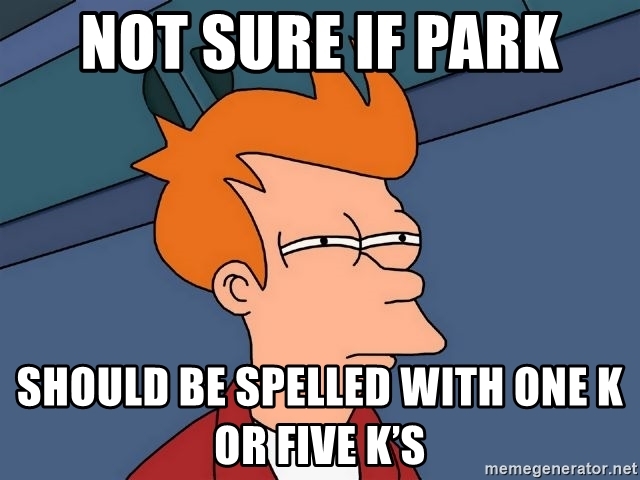 NOT SURE IF PARK
SHOULD BE SPELLED WITH ONE K
OR FIVE K’S
memegenerator.net